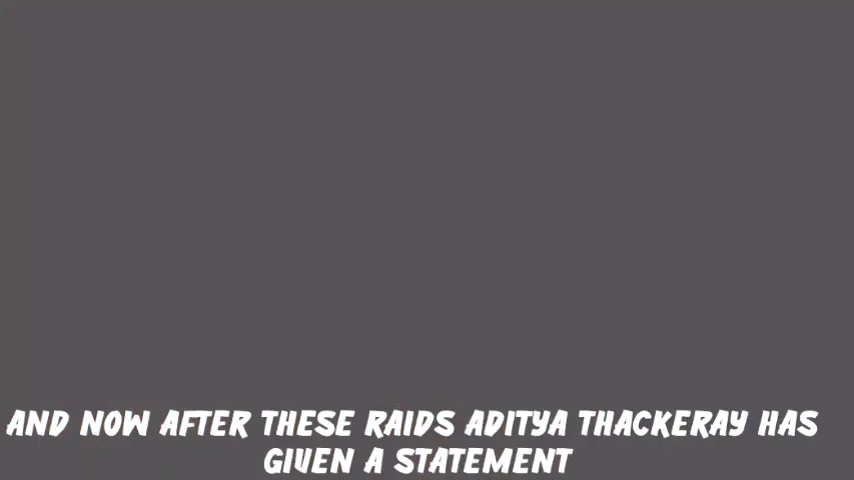 AND NOW AFTER THESE RAIDS ADITYA THACKERAY HAS
GIVEN A STATEMENT